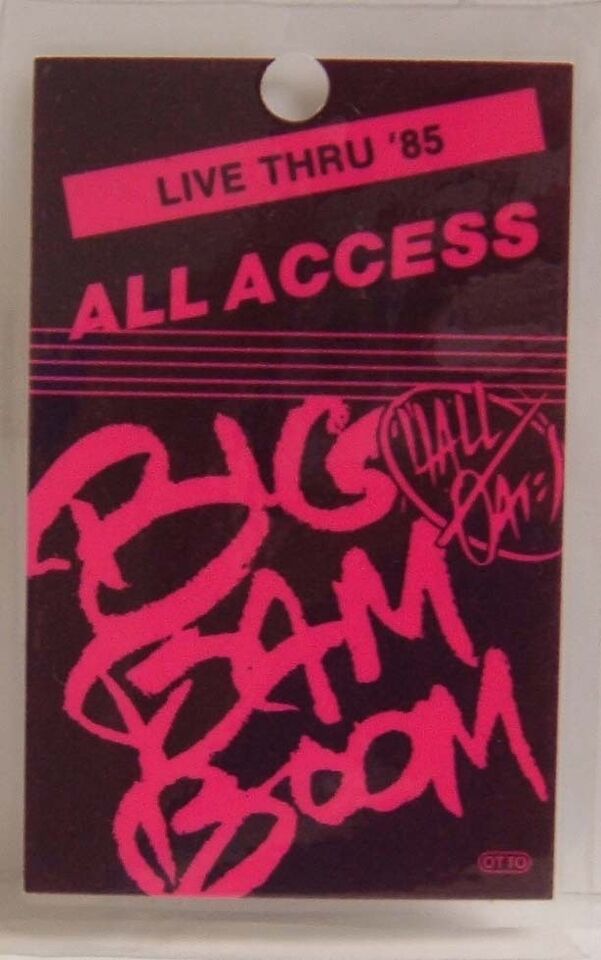 LIVE THRU '85
ALL ACCESS
BIG
HALL
OATES
BAM
BOOM
OTTO